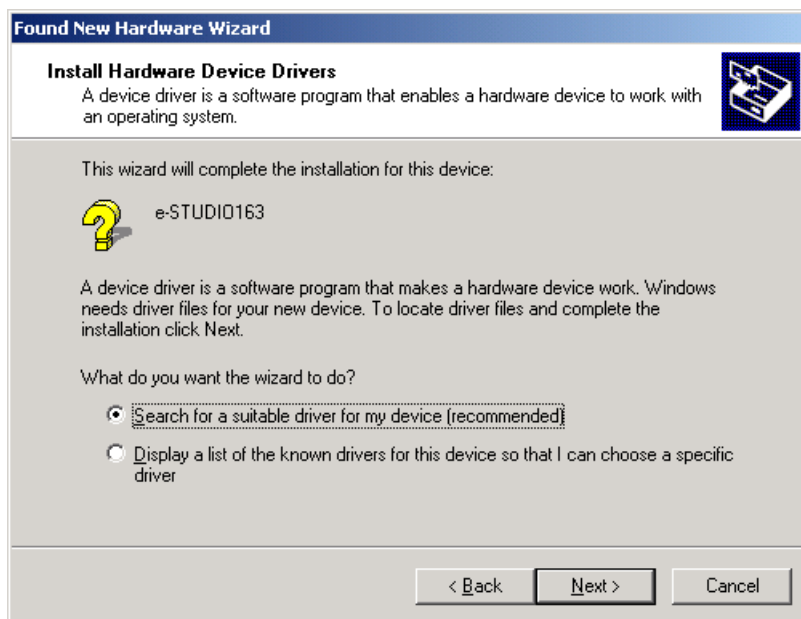 Found New Hardware Wizard
Install Hardware Device Drivers
A device driver is a software program that enables a hardware device to work with
an operating system.
This wizard will complete the installation for this device:
e-STUDIO163
A device driver is a software program that makes a hardware device work. Windows
needs driver files for your new device. To locate driver files and complete the
installation click Next.
What do you want the wizard to do?
Search for a suitable driver for my device (recommended)
Display a list of the known drivers for this device so that I can choose a specific
driver
< Back Next > Cancel